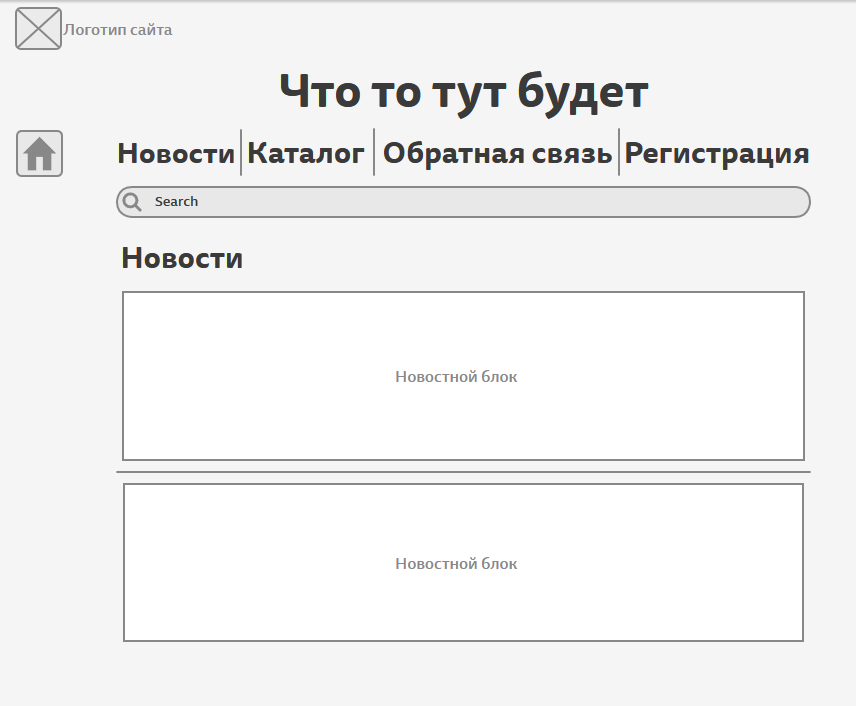 Логотип сайта
Что то тут будет
Новости Каталог Обратная связь Регистрация
Search
Новости
Новостной блок
Новостной блок